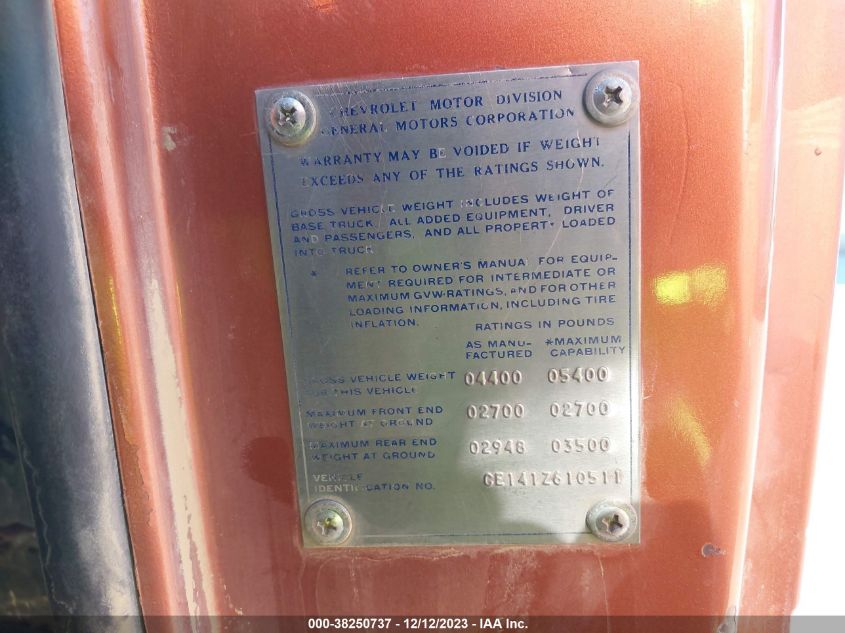 CHEVROLET MOTOR DIVISION
GENERAL MOTORS CORPORATION
WARRANTY MAY BE VOIDED IF WEIGHT
EXCEEDS ANY OF THE RATINGS SHOWN.
GROSS VEHICLE WEIGHT INCLUDES WEIGHT OF
BASE TRUCK, ALL ADDED EQUIPMENT, DRIVER
AND PASSENGERS, AND ALL PROPERTY LOADED
INTO TRUCK
* REFER TO OWNER'S MANUAL FOR EQUIP-
MENT REQUIRED FOR INTERMEDIATE OR
MAXIMUM GVW RATINGS, AND FOR OTHER
LOADING INFORMATION, INCLUDING TIRE
INFLATION.
RATINGS IN POUNDS
AS MANU- *MAXIMUM
FACTURED CAPABILITY
GROSS VEHICLE WEIGHT 04400 05400
FOR THIS VEHICLE
MAXIMUM FRONT END 02700 02700
WEIGHT AT GROUND
MAXIMUM REAR END 02948 03500
WEIGHT AT GROUND
VEHICLE CE141Z610511
IDENTIFICATION NO.
000-38250737 - 12/12/2023 - IAA Inc.